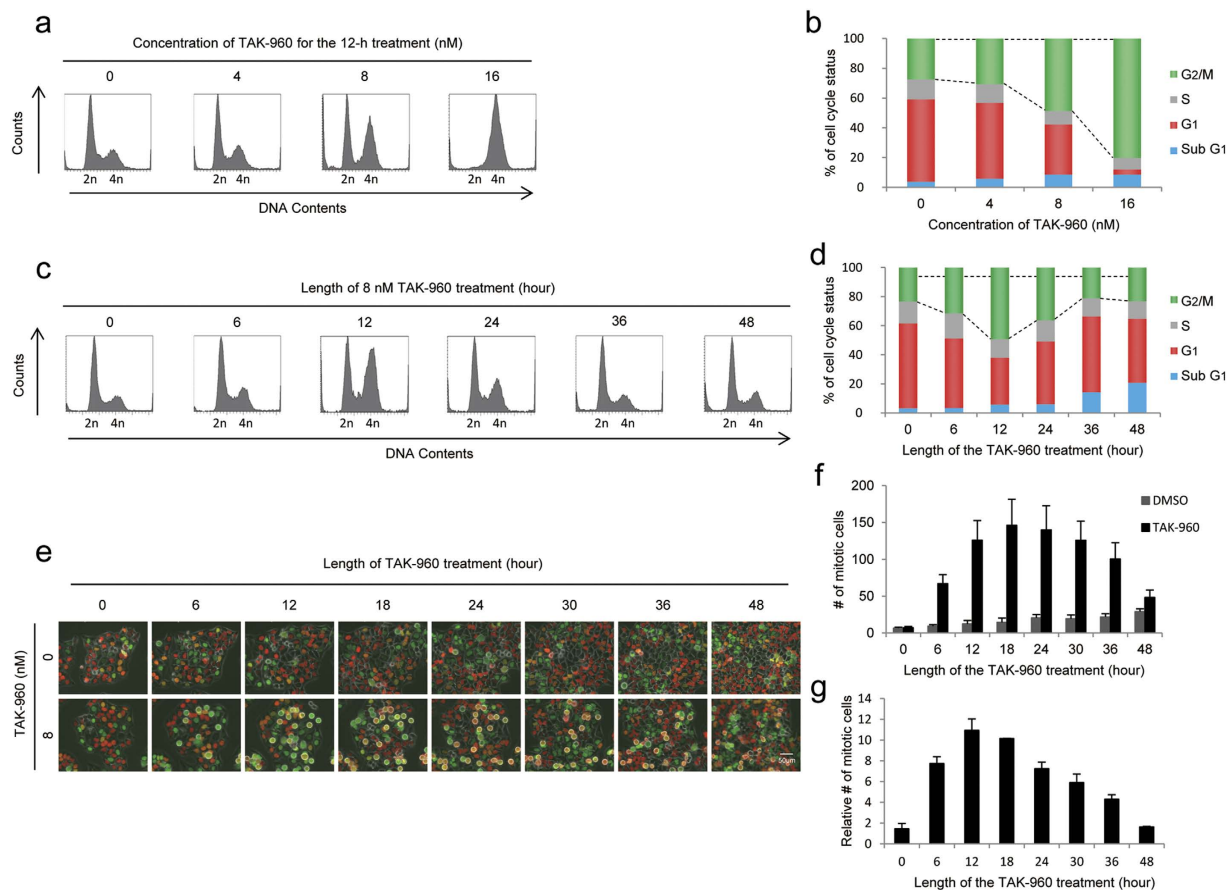 a
Concentration of TAK-960 for the 12-h treatment (nM)
0 4 8 16
Counts
2n 4n 2n 4n 2n 4n 2n 4n
DNA Contents
b
% of cell cycle status
100
80
60
40
20
0
0 4 8 16
Concentration of TAK-960 (nM)
G2/M
S
G1
Sub G1
c
Length of 8 nM TAK-960 treatment (hour)
0 6 12 24 36 48
Counts
2n 4n 2n 4n 2n 4n 2n 4n 2n 4n 2n 4n
DNA Contents
d
% of cell cycle status
100
80
60
40
20
0
0 6 12 24 36 48
Length of the TAK-960 treatment (hour)
G2/M
S
G1
Sub G1
e
Length of TAK-960 treatment (hour)
0 6 12 18 24 30 36 48
TAK-960 (nM)
0
8
50μm
f
# of mitotic cells
200
150
100
50
0
0 6 12 18 24 30 36 48
Length of the TAK-960 treatment (hour)
DMSO
TAK-960
g
Relative # of mitotic cells
14
12
10
8
6
4
2
0
0 6 12 18 24 30 36 48
Length of the TAK-960 treatment (hour)